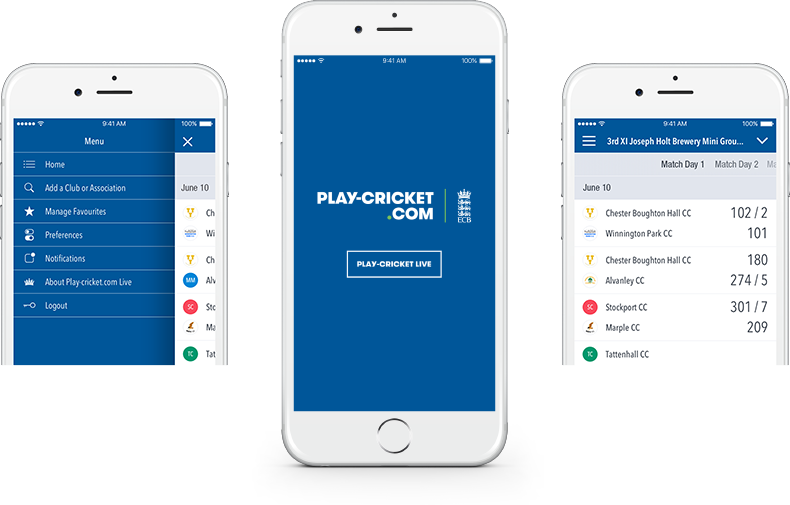 9:41 AM
100%
Menu
Home
Add a Club or Association
Manage Favourites
Preferences
Notifications
About Play-cricket.com Live
Logout
June 10
Ch
Wi
Ch
MM
Alv
SC
Sto
Ma
TC
Tat
9:41 AM
100%
PLAY-CRICKET
.COM
ECB
PLAY-CRICKET LIVE
9:41 AM
100%
3rd XI Joseph Holt Brewery Mini Grou...
Match Day 1 Match Day 2 Ma
June 10
Chester Boughton Hall CC 102 / 2
Winnington Park CC 101
Chester Boughton Hall CC 180
Alvanley CC 274 / 5
SC Stockport CC 301 / 7
Marple CC 209
TC Tattenhall CC